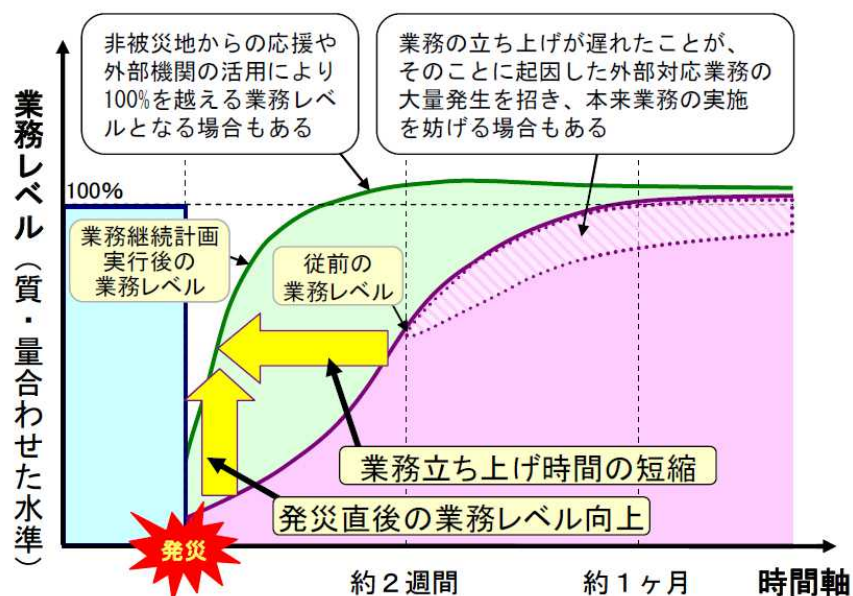 非被災地からの応援や
外部機関の活用により
100%を越える業務レベ
ルとなる場合もある
業務の立ち上げが遅れたことが、
そのことに起因した外部対応業務の
大量発生を招き、本来業務の実施
を妨げる場合もある
業務レベル（質・量合わせた水準）
100%
業務継続計画
実行後の
業務レベル
従前の
業務レベル
業務立ち上げ時間の短縮
発災直後の業務レベル向上
発災
約２週間
約１ヶ月
時間軸